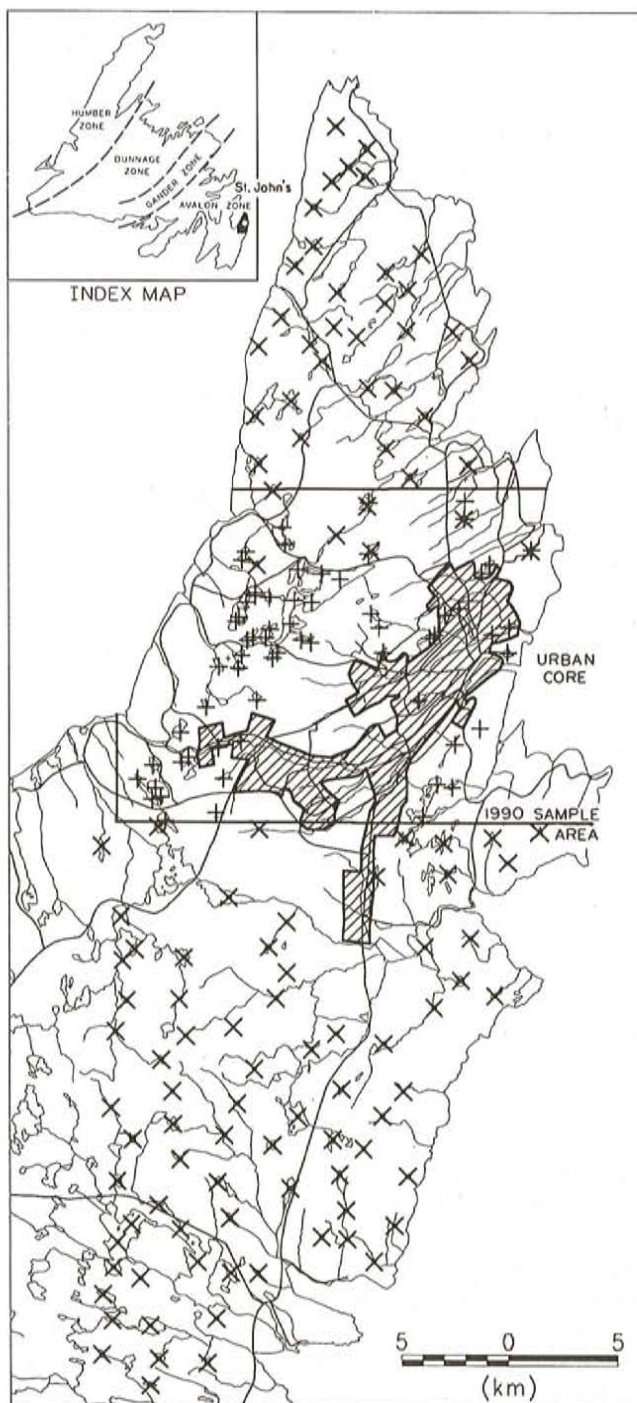 HUMBER
ZONE
DUNNAGE
ZONE
GANDER ZONE
St. John's
AVALON ZONE
INDEX MAP
URBAN
CORE
1990 SAMPLE
AREA
5 0 5
(km)